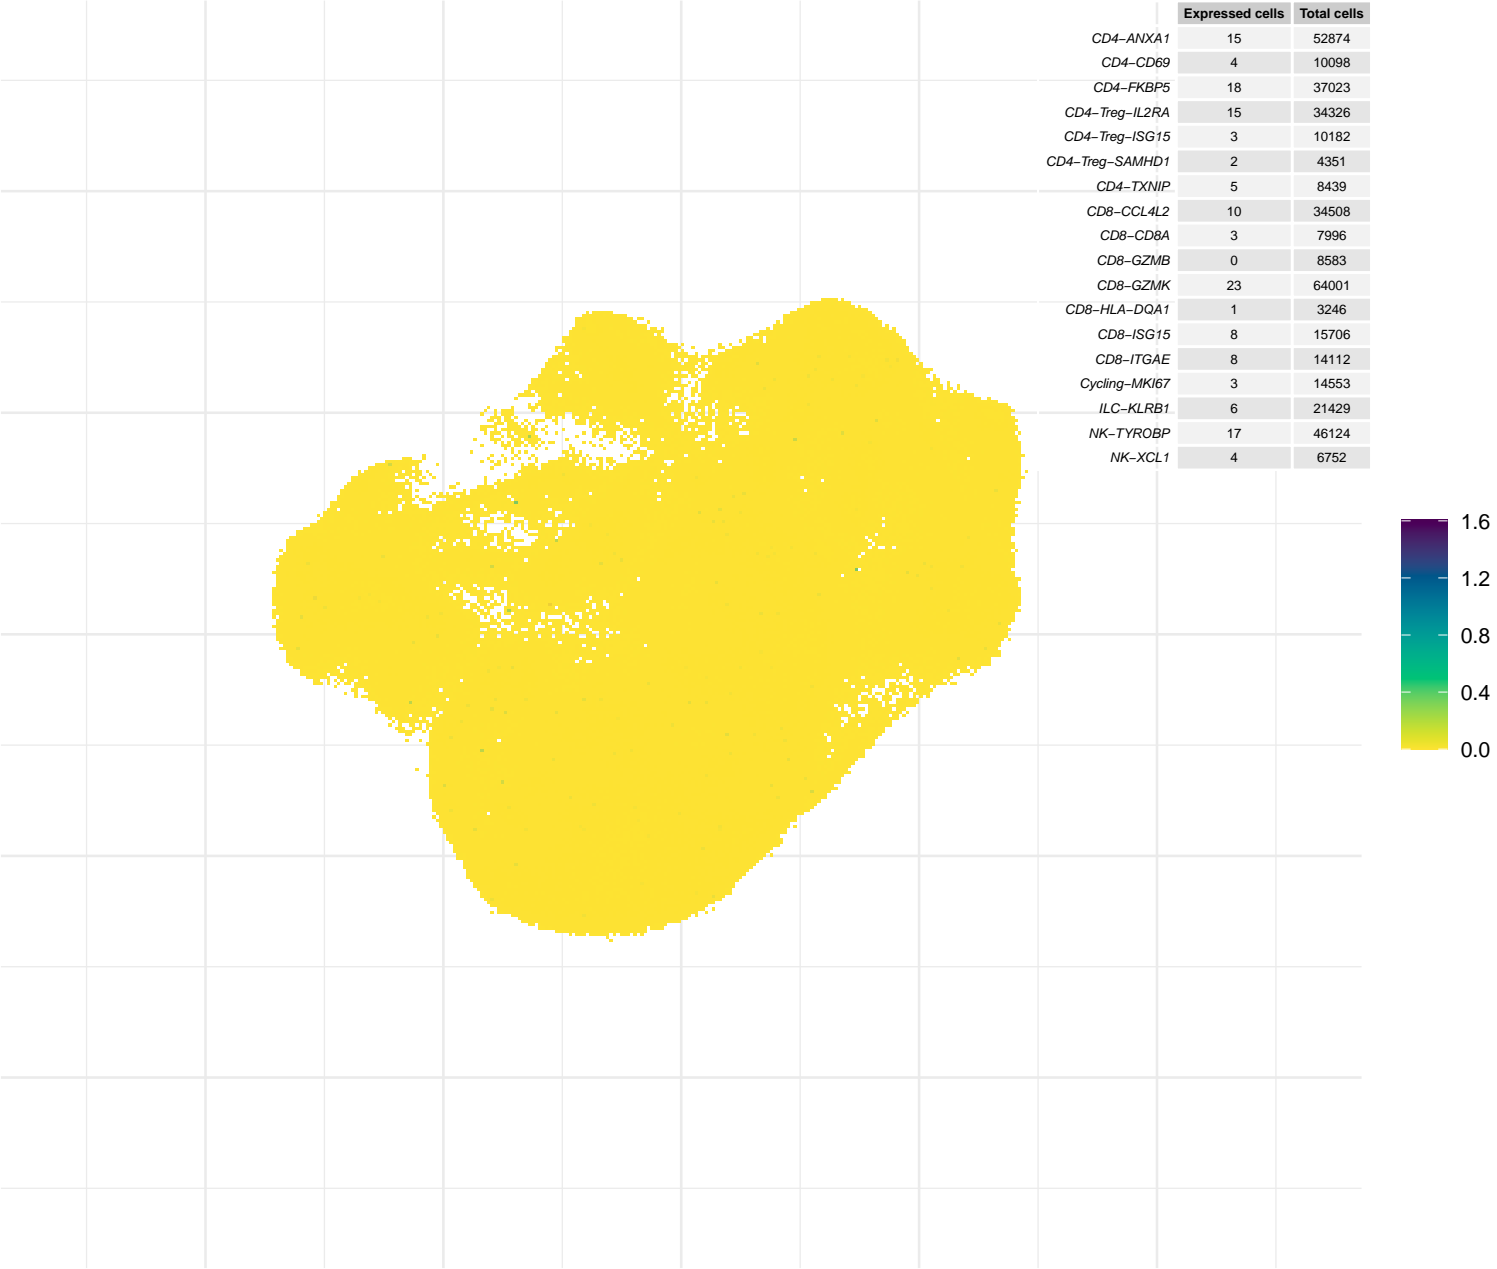 Expressed cells Total cells
CD4−ANXA1 15 52874
CD4−CD69 4 10098
CD4−FKBP5 18 37023
CD4−Treg−IL2RA 15 34326
CD4−Treg−ISG15 3 10182
CD4−Treg−SAMHD1 2 4351
CD4−TXNIP 5 8439
CD8−CCL4L2 10 34508
CD8−CD8A 3 7996
CD8−GZMB 0 8583
CD8−GZMK 23 64001
CD8−HLA−DQA1 1 3246
CD8−ISG15 8 15706
CD8−ITGAE 8 14112
Cycling−MKI67 3 14553
ILC−KLRB1 6 21429
NK−TYROBP 17 46124
NK−XCL1 4 6752
1.6
1.2
0.8
0.4
0.0